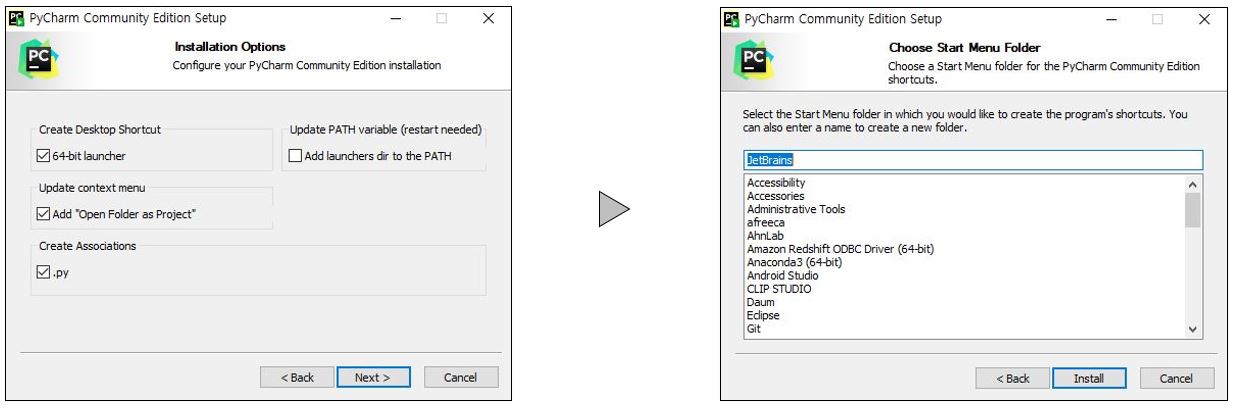 PyCharm Community Edition Setup
PC
Installation Options
Configure your PyCharm Community Edition installation
Create Desktop Shortcut
64-bit launcher
Update PATH variable (restart needed)
Add launchers dir to the PATH
Update context menu
Add "Open Folder as Project"
Create Associations
.py
< Back
Next >
Cancel
PyCharm Community Edition Setup
PC
Choose Start Menu Folder
Choose a Start Menu folder for the PyCharm Community Edition
shortcuts.
Select the Start Menu folder in which you would like to create the program's shortcuts. You
can also enter a name to create a new folder.
JetBrains
Accessibility
Accessories
Administrative Tools
afreeca
AhnLab
Amazon Redshift ODBC Driver (64-bit)
Anaconda3 (64-bit)
Android Studio
CLIP STUDIO
Daum
Eclipse
Git
< Back
Install
Cancel